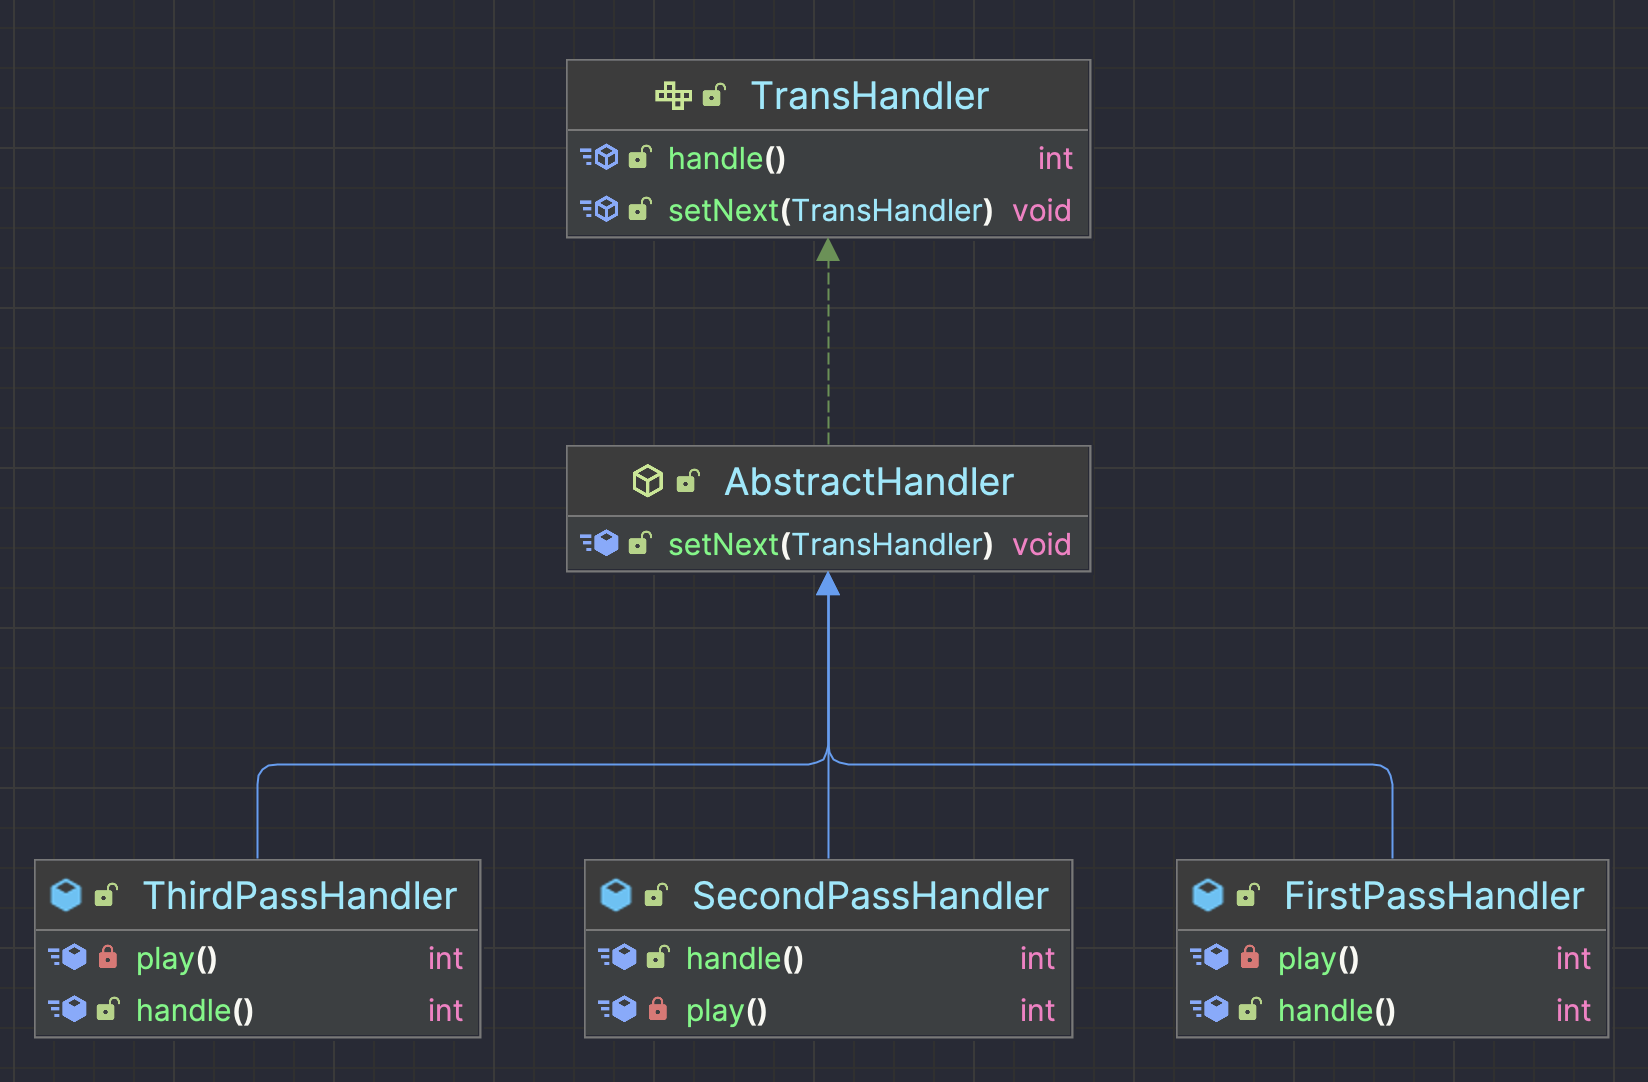 TransHandler
handle() int
setNext(TransHandler) void
AbstractHandler
setNext(TransHandler) void
ThirdPassHandler
play() int
handle() int
SecondPassHandler
handle() int
play() int
FirstPassHandler
play() int
handle() int